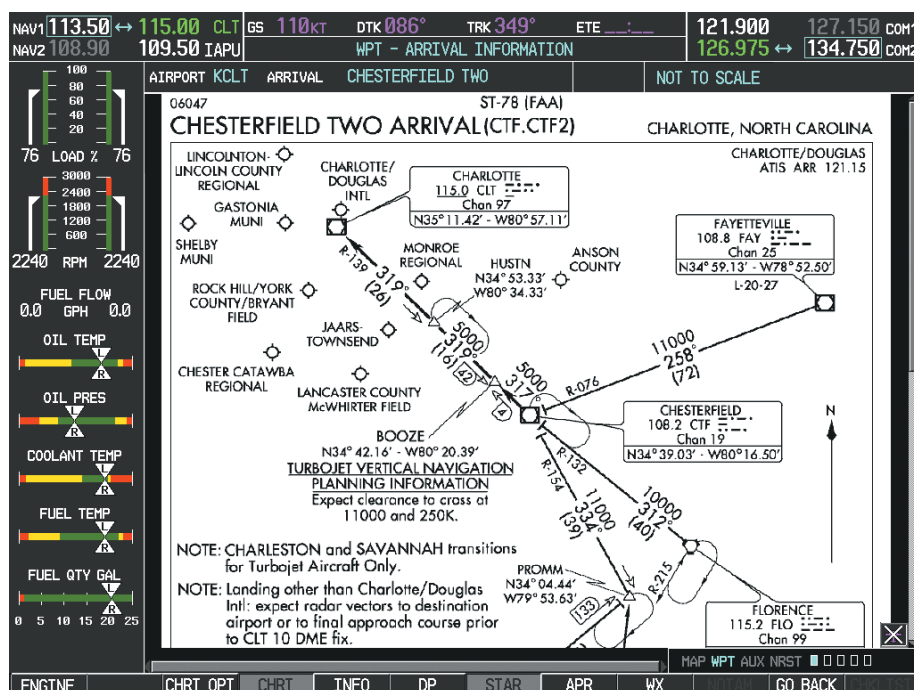 NAV1 113.50 ↔ 115.00 CLT
NAV2 108.90 109.50 IAPU
GS 110KT DTK 086° TRK 349° ETE __:__
WPT - ARRIVAL INFORMATION
121.900 127.150 COM1
126.975 ↔ 134.750 COM2
AIRPORT KCLT ARRIVAL CHESTERFIELD TWO NOT TO SCALE
100
80
60
40
20
76 LOAD % 76
3000
2400
1800
1200
600
2240 RPM 2240
FUEL FLOW
0.0 GPH 0.0
OIL TEMP
L
R
OIL PRES
L
R
COOLANT TEMP
L
R
FUEL TEMP
L
R
FUEL QTY GAL
L
R
0 5 10 15 20 25
06047
ST-78 (FAA)
CHESTERFIELD TWO ARRIVAL (CTF.CTF2)
CHARLOTTE, NORTH CAROLINA
CHARLOTTE/DOUGLAS
ATIS ARR 121.15
LINCOLNTON-
LINCOLN COUNTY
REGIONAL
CHARLOTTE/
DOUGLAS
INTL
CHARLOTTE
115.0 CLT
Chan 97
N35°11.42' - W80°57.11'
GASTONIA
MUNI
SHELBY
MUNI
FAYETTEVILLE
108.8 FAY
Chan 25
N34°59.13' - W78°52.50'
L-20-27
MONROE
REGIONAL
HUSTN
N34°53.33'
W80°34.33'
ANSON
COUNTY
R-139
319°
(26)
ROCK HILL/YORK
COUNTY/BRYANT
FIELD
JAARS-
TOWNSEND
5000
319°
(16)
42
5000
317°
4
11000
258°
(72)
R-076
CHESTER CATAWBA
REGIONAL
LANCASTER COUNTY
McWHIRTER FIELD
CHESTERFIELD
108.2 CTF
Chan 19
N34°39.03' - W80°16.50'
N
BOOZE
N34°42.16' - W80°20.39'
TURBOJET VERTICAL NAVIGATION
PLANNING INFORMATION
Expect clearance to cross at
11000 and 250K.
R-132
R-154
11000
334°
(39)
10000
312°
(40)
NOTE: CHARLESTON and SAVANNAH transitions
for Turbojet Aircraft Only.
NOTE: Landing other than Charlotte/Douglas
Intl: expect radar vectors to destination
airport or to final approach course prior
to CLT 10 DME fix.
PROMM
N34°04.44'
W79°53.63'
133
R-215
FLORENCE
115.2 FLO
Chan 99
MAP WPT AUX NRST
ENGINE CHRT OPT CHRT INFO DP STAR APR WX NOTAM GO BACK CHKLIST